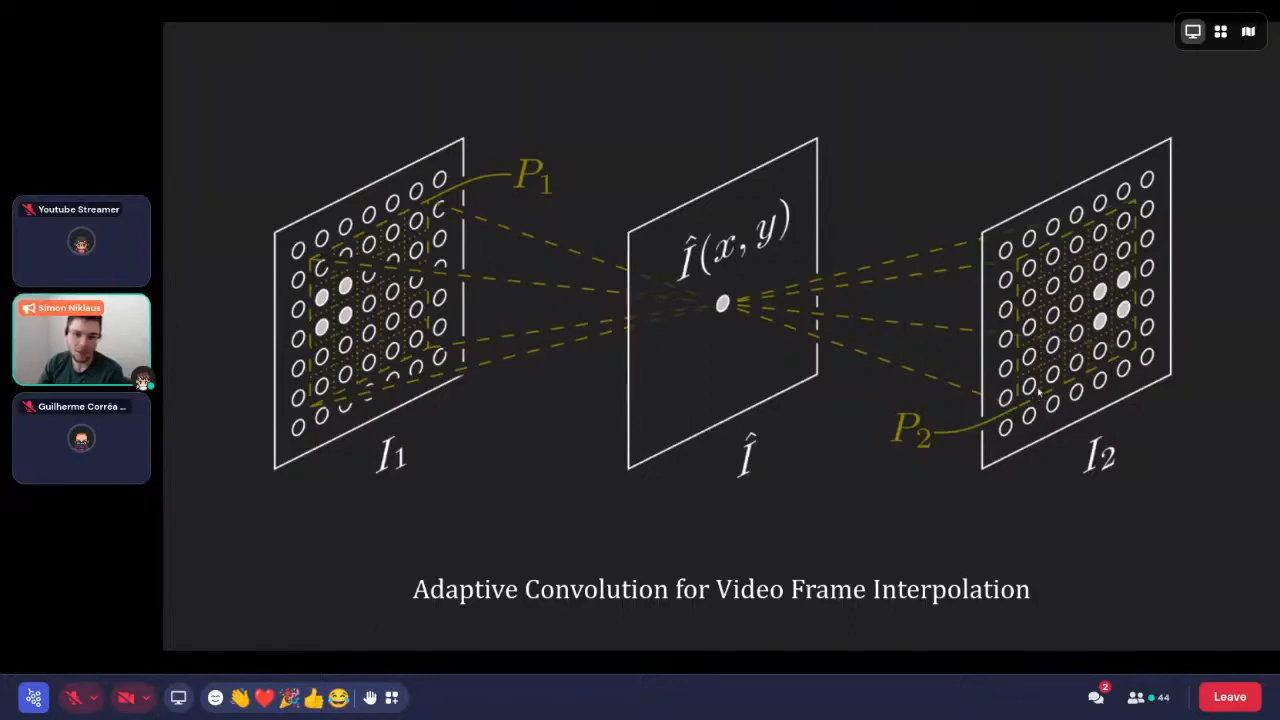 Youtube Streamer
Simon Niklaus
Guilherme Corrêa ...
P₁
Î(x, y)
P₂
I₁
Î
I₂
Adaptive Convolution for Video Frame Interpolation
2
44
Leave